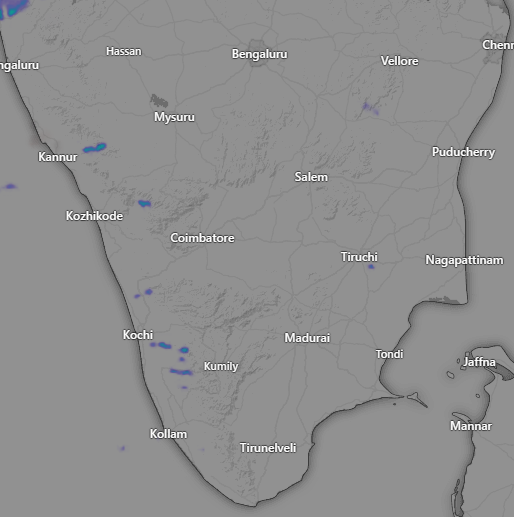 Hassan
Bengaluru
Chenn
ngaluru
Vellore
Mysuru
Kannur
Puducherry
Salem
Kozhikode
Coimbatore
Tiruchi
Nagapattinam
Kochi
Madurai
Tondi
Kumily
Jaffna
Mannar
Kollam
Tirunelveli